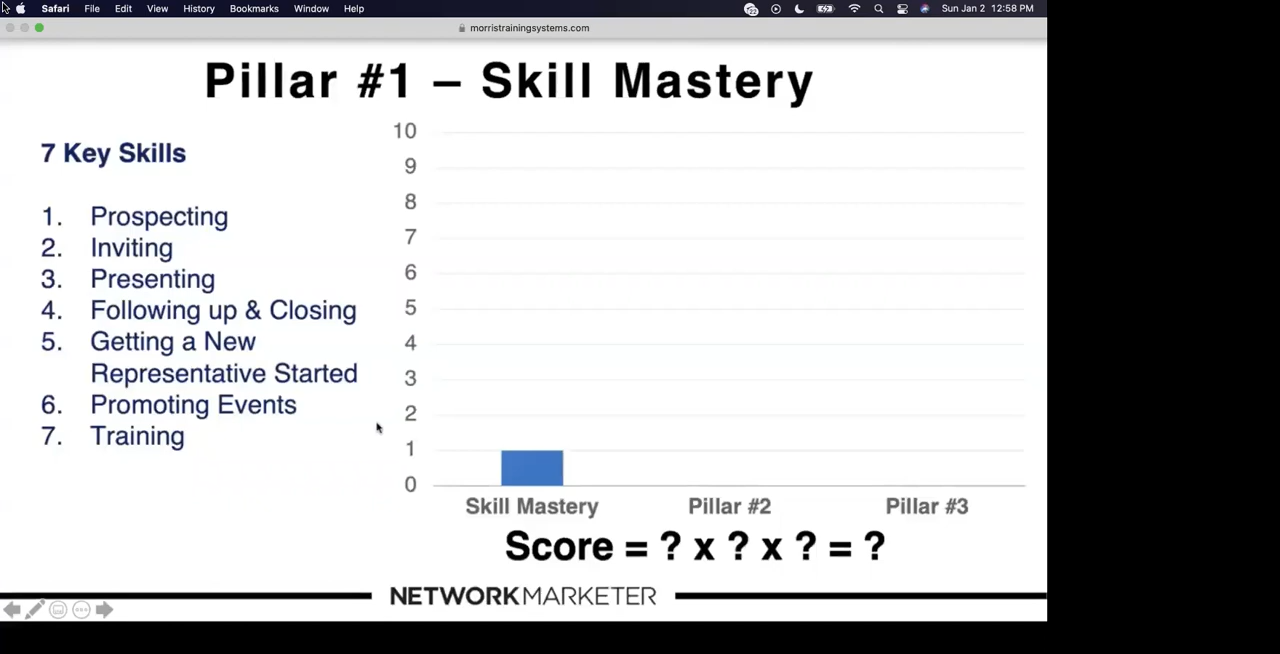 Safari File Edit View History Bookmarks Window Help Sun Jan 2 12:58 PM
morristrainingsystems.com
Pillar #1 – Skill Mastery
7 Key Skills
1. Prospecting
2. Inviting
3. Presenting
4. Following up & Closing
5. Getting a New
Representative Started
6. Promoting Events
7. Training
10
9
8
7
6
5
4
3
2
1
0
Skill Mastery Pillar #2 Pillar #3
Score = ? x ? x ? = ?
NETWORKMARKETER